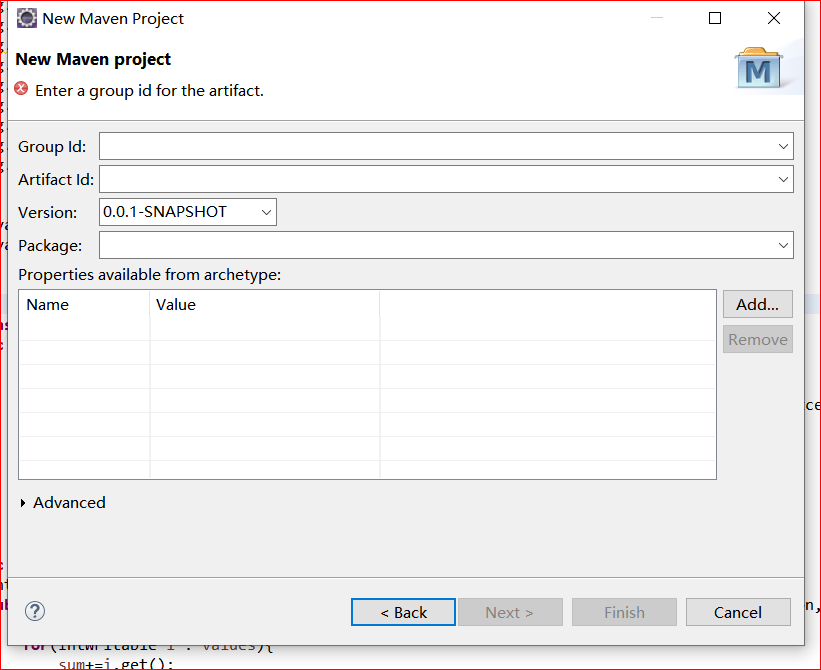 New Maven Project
New Maven project
Enter a group id for the artifact.
Group Id:
Artifact Id:
Version: 0.0.1-SNAPSHOT
Package:
Properties available from archetype:
Name Value
Add...
Remove
Advanced
< Back Next > Finish Cancel
for(IntWritable i : values){
sum+=i.get();